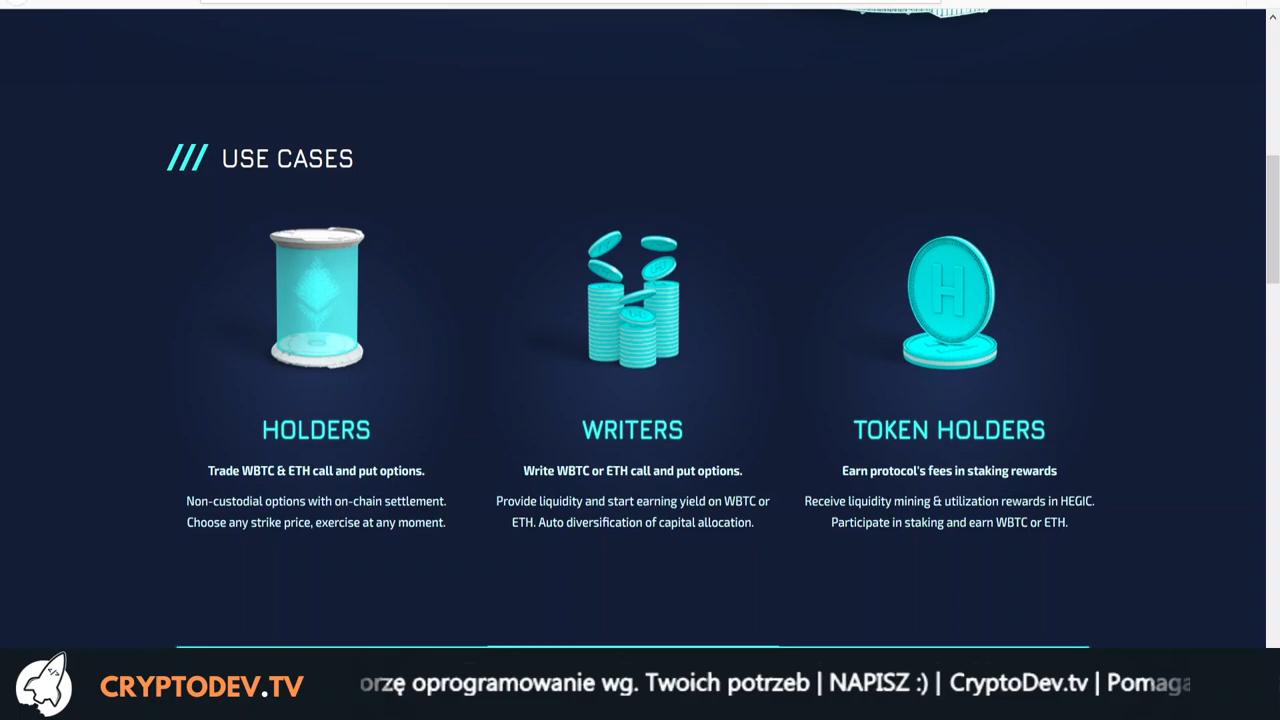 /// USE CASES
HOLDERS
Trade WBTC & ETH call and put options.
Non-custodial options with on-chain settlement.
Choose any strike price, exercise at any moment.
WRITERS
Write WBTC or ETH call and put options.
Provide liquidity and start earning yield on WBTC or
ETH. Auto diversification of capital allocation.
H
TOKEN HOLDERS
Earn protocol's fees in staking rewards
Receive liquidity mining & utilization rewards in HEGIC.
Participate in staking and earn WBTC or ETH.
CRYPTODEV.TV
orzę oprogramowanie wg. Twoich potrzeb | NAPISZ :) | CryptoDev.tv | Pomaga